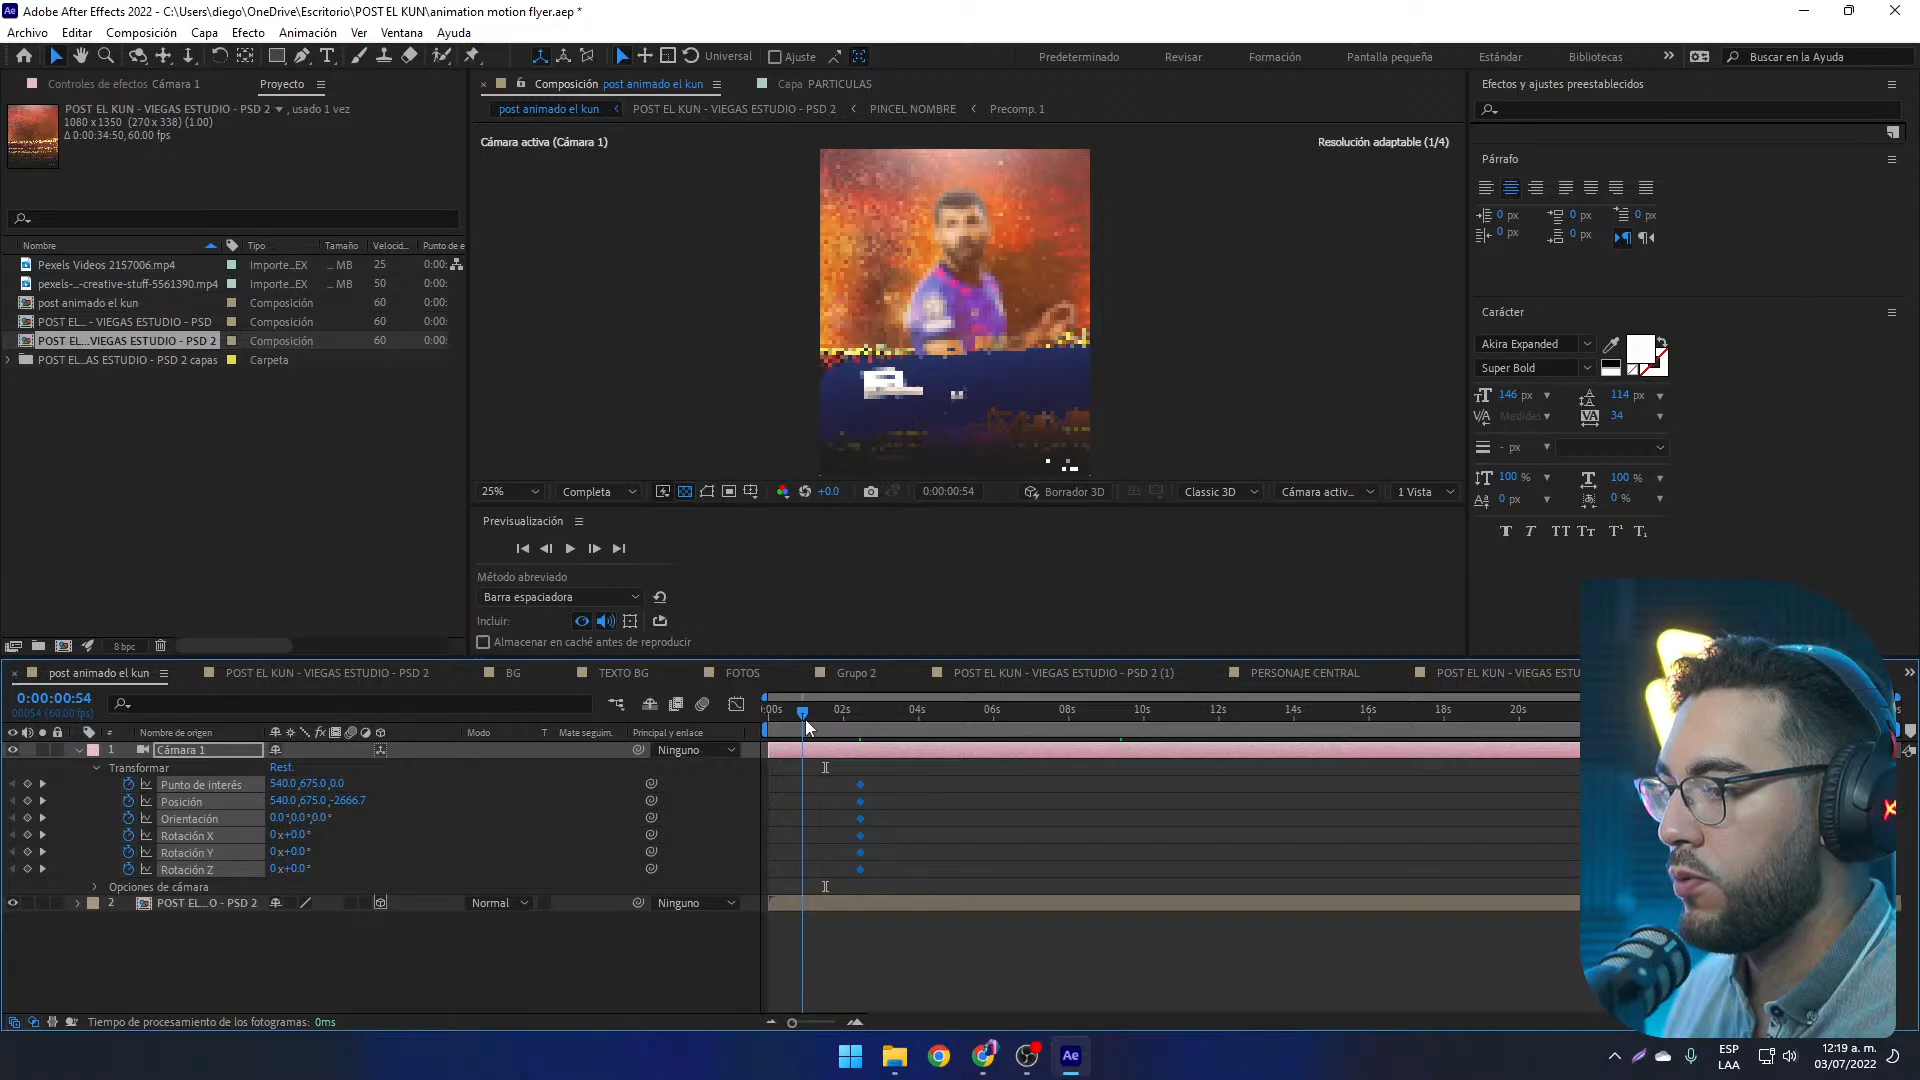 Adobe After Effects 2022 - C:\Users\diego\OneDrive\Escritorio\POST EL KUN\animation motion flyer.aep *
Archivo Editar Composición Capa Efecto Animación Ver Ventana Ayuda
Universal Ajuste Predeterminado Revisar Formación Pantalla pequeña Estándar Bibliotecas Buscar en la Ayuda
Controles de efectos Cámara 1 Proyecto
POST EL KUN - VIEGAS ESTUDIO - PSD 2 , usado 1 vez
1080 x 1350 (270 x 338) (1.00)
Δ 0:00:34:50, 60.00 fps
Nombre Tipo Tamaño Velocid... Punto de e
Pexels Videos 2157006.mp4 Importe...EX ... MB 25 0:00:
pexels-...-creative-stuff-5561390.mp4 Importe...EX ... MB 50 0:00:
post animado el kun Composición 60 0:00:
POST EL... - VIEGAS ESTUDIO - PSD Composición 60 0:00:
POST EL...VIEGAS ESTUDIO - PSD 2 Composición 60 0:00:
POST EL...AS ESTUDIO - PSD 2 capas Carpeta
8 bpc
Composición post animado el kun Capa PARTICULAS
post animado el kun POST EL KUN - VIEGAS ESTUDIO - PSD 2 PINCEL NOMBRE Precomp. 1
Cámara activa (Cámara 1) Resolución adaptable (1/4)
25% Completa +0.0 0:00:00:54 Borrador 3D Classic 3D Cámara activ... 1 Vista
Previsualización
Método abreviado
Barra espaciadora
Incluir:
Almacenar en caché antes de reproducir
Efectos y ajustes preestablecidos
Párrafo
0 px 0 px 0 px
0 px 0 px
Carácter
Akira Expanded
Super Bold
146 px 114 px
Medidas 34
- px
100 % 100 %
0 px 0 %
post animado el kun POST EL KUN - VIEGAS ESTUDIO - PSD 2 BG TEXTO BG FOTOS Grupo 2 POST EL KUN - VIEGAS ESTUDIO - PSD 2 (1) PERSONAJE CENTRAL POST EL KUN - VIEGAS ESTU
0:00:00:54
00054 (60.00 fps)
:00s 02s 04s 06s 08s 10s 12s 14s 16s 18s 20s
# Nombre de origen fx Modo T Mate seguim. Principal y enlace
1 Cámara 1 Ninguno
Transformar Rest.
Punto de interés 540.0,675.0,0.0
Posición 540.0,675.0,-2666.7
Orientación 0.0°,0.0°,0.0°
Rotación X 0x+0.0°
Rotación Y 0x+0.0°
Rotación Z 0x+0.0°
Opciones de cámara
2 POST EL...O - PSD 2 Normal Ninguno
Tiempo de procesamiento de los fotogramas: 0ms
ESP
LAA
12:19 a. m.
03/07/2022